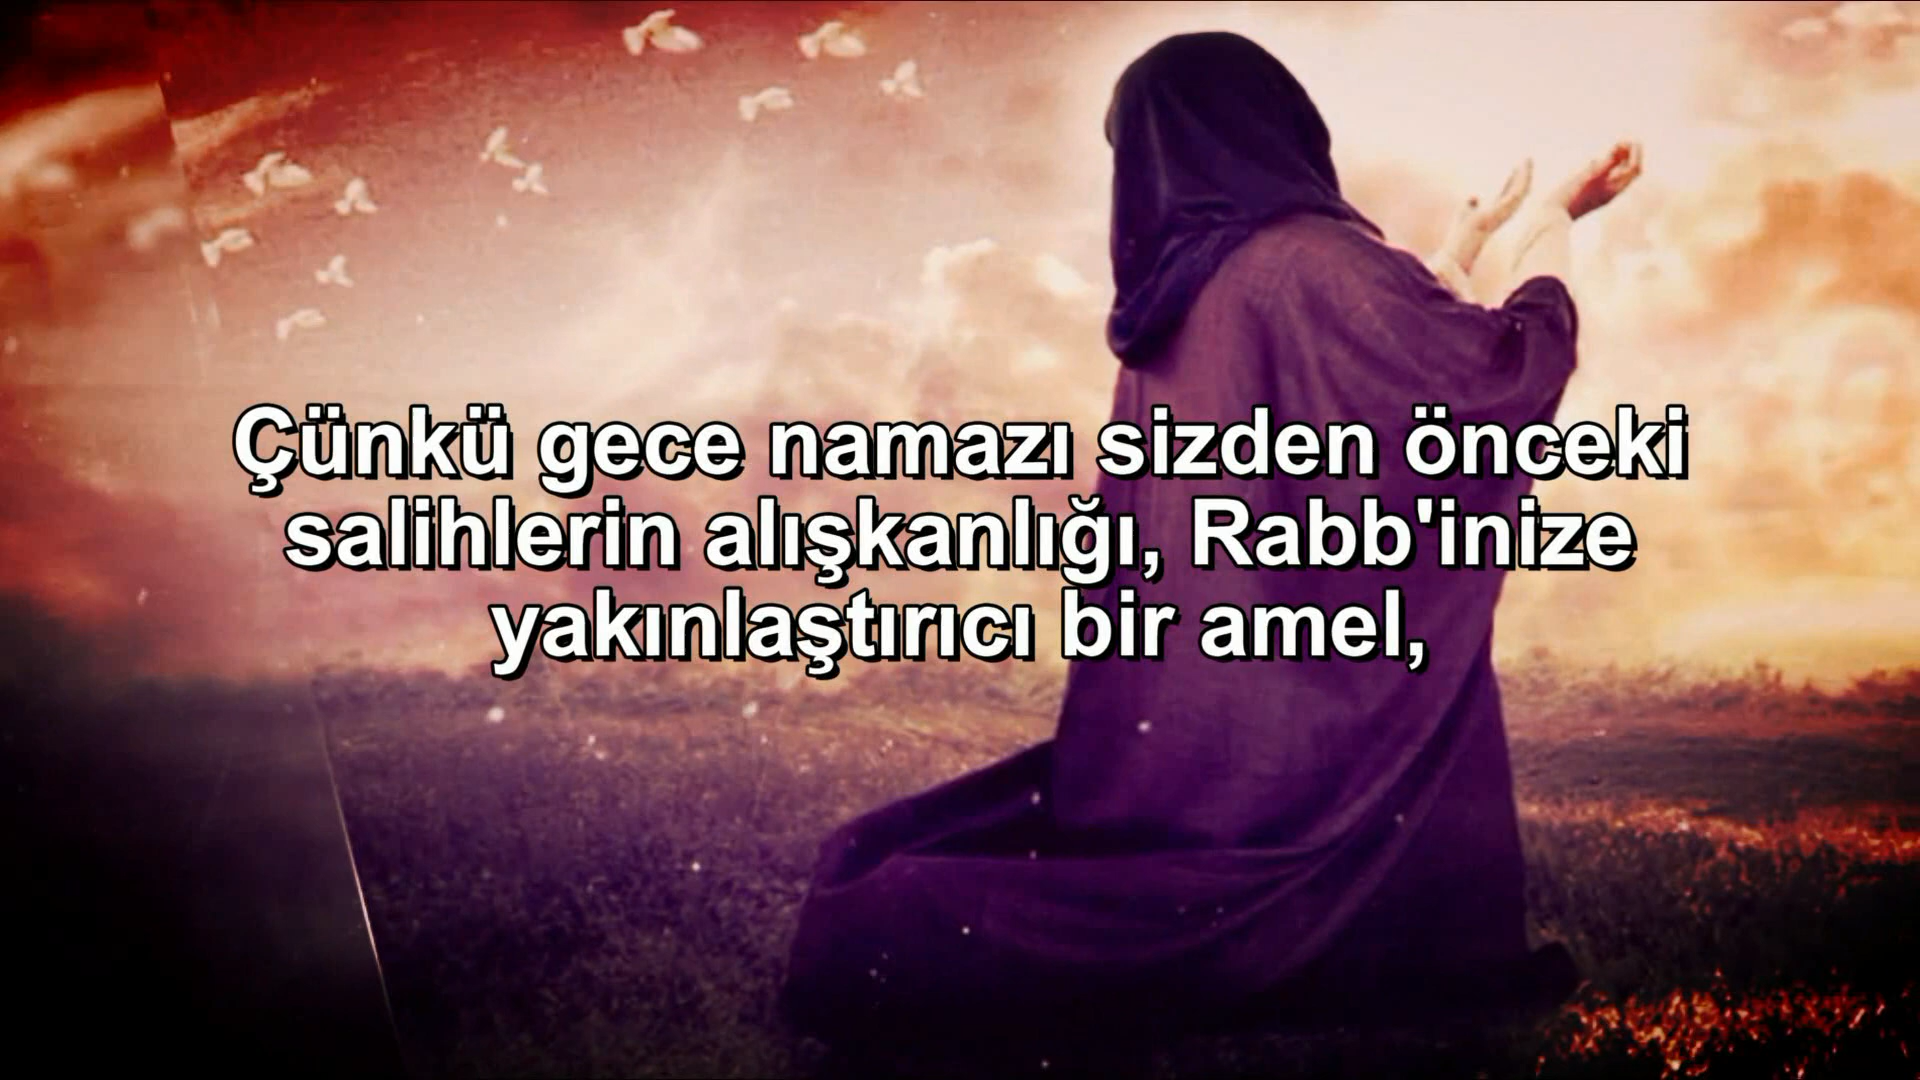 Çünkü gece namazı sizden önceki
salihlerin alışkanlığı, Rabb'inize
yakınlaştırıcı bir amel,